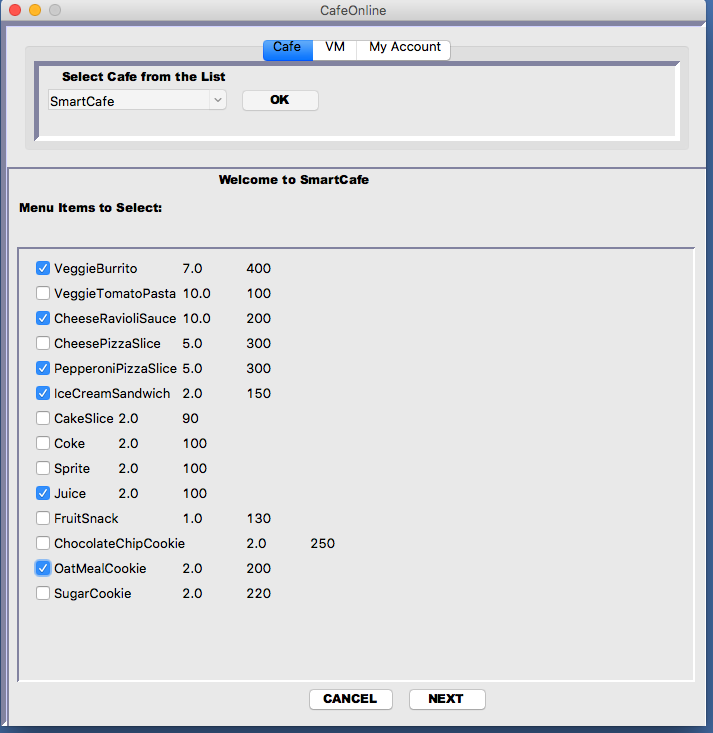 CafeOnline
Cafe VM My Account
Select Cafe from the List
SmartCafe OK
Welcome to SmartCafe
Menu Items to Select:
VeggieBurrito 7.0 400
VeggieTomatoPasta 10.0 100
CheeseRavioliSauce 10.0 200
CheesePizzaSlice 5.0 300
PepperoniPizzaSlice 5.0 300
IceCreamSandwich 2.0 150
CakeSlice 2.0 90
Coke 2.0 100
Sprite 2.0 100
Juice 2.0 100
FruitSnack 1.0 130
ChocolateChipCookie 2.0 250
OatMealCookie 2.0 200
SugarCookie 2.0 220
CANCEL NEXT